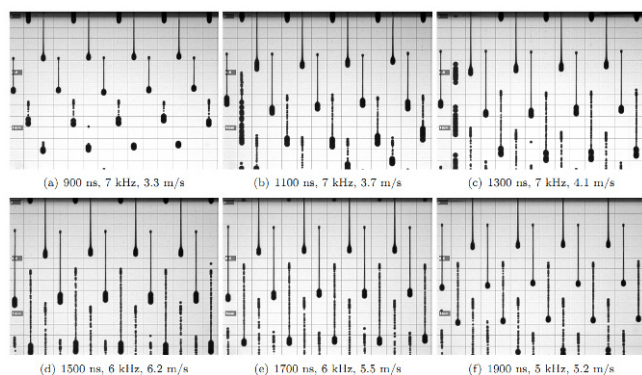 (a) 900 ns, 7 kHz, 3.3 m/s
(b) 1100 ns, 7 kHz, 3.7 m/s
(c) 1300 ns, 7 kHz, 4.1 m/s
(d) 1500 ns, 6 kHz, 6.2 m/s
(e) 1700 ns, 6 kHz, 5.5 m/s
(f) 1900 ns, 5 kHz, 5.2 m/s